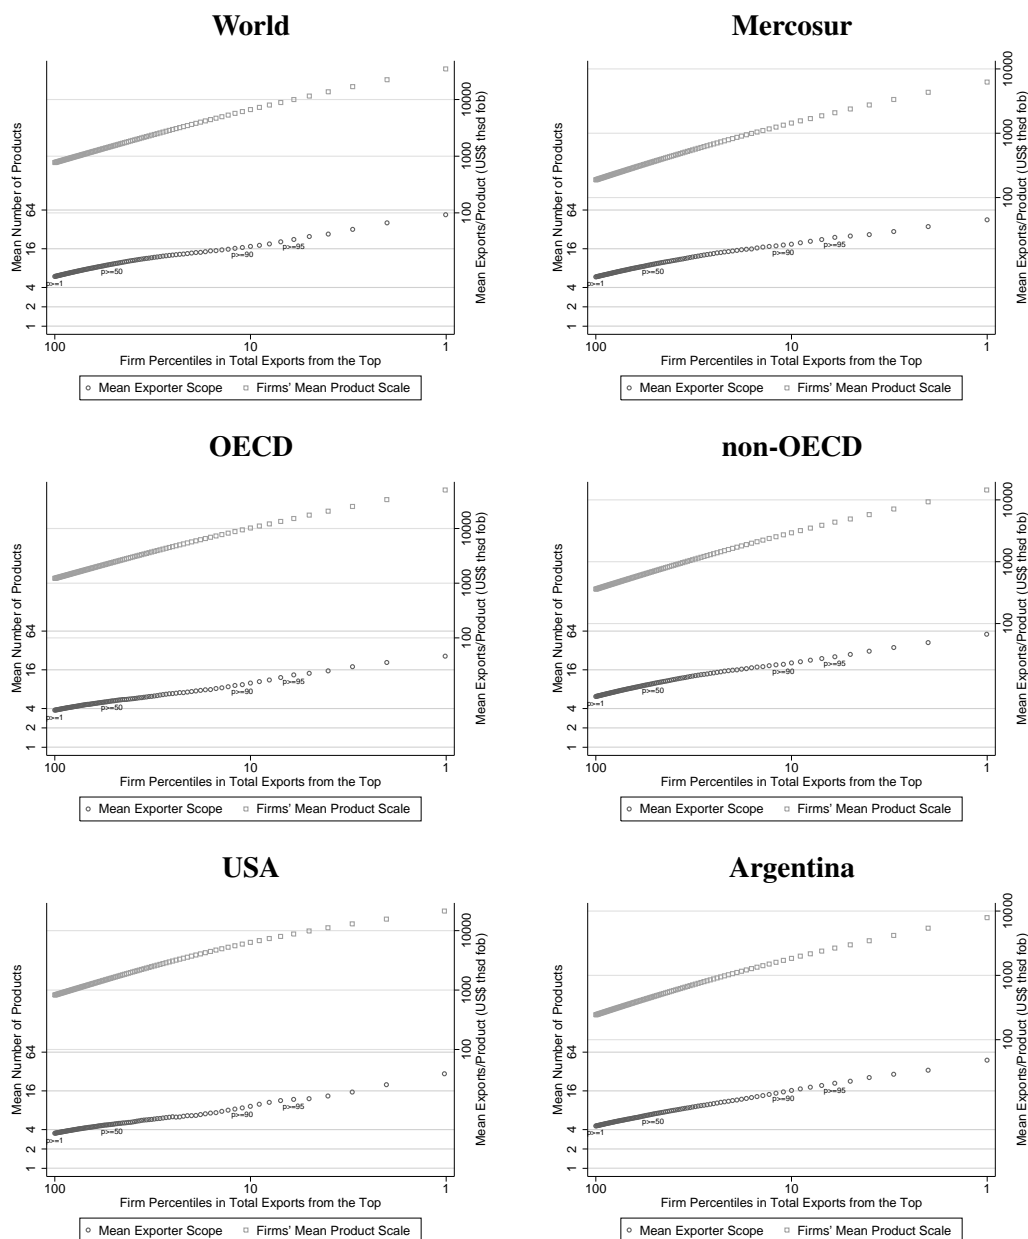 World
Mean Number of Products
1 2 4 16 64
Mean Exports/Product (US$ thsd fob)
100 1000 10000
p>=1
p>=50
p>=90
p>=95
100 10 1
Firm Percentiles in Total Exports from the Top
Mean Exporter Scope Firms' Mean Product Scale
Mercosur
Mean Number of Products
1 2 4 16 64
Mean Exports/Product (US$ thsd fob)
100 1000 10000
p>=1
p>=50
p>=90
p>=95
100 10 1
Firm Percentiles in Total Exports from the Top
Mean Exporter Scope Firms' Mean Product Scale
OECD
Mean Number of Products
1 2 4 16 64
Mean Exports/Product (US$ thsd fob)
100 1000 10000
p>=1
p>=50
p>=90
p>=95
100 10 1
Firm Percentiles in Total Exports from the Top
Mean Exporter Scope Firms' Mean Product Scale
non-OECD
Mean Number of Products
1 2 4 16 64
Mean Exports/Product (US$ thsd fob)
100 1000 10000
p>=1
p>=50
p>=90
p>=95
100 10 1
Firm Percentiles in Total Exports from the Top
Mean Exporter Scope Firms' Mean Product Scale
USA
Mean Number of Products
1 2 4 16 64
Mean Exports/Product (US$ thsd fob)
100 1000 10000
p>=1
p>=50
p>=90
p>=95
100 10 1
Firm Percentiles in Total Exports from the Top
Mean Exporter Scope Firms' Mean Product Scale
Argentina
Mean Number of Products
1 2 4 16 64
Mean Exports/Product (US$ thsd fob)
100 1000 10000
p>=1
p>=50
p>=90
p>=95
100 10 1
Firm Percentiles in Total Exports from the Top
Mean Exporter Scope Firms' Mean Product Scale